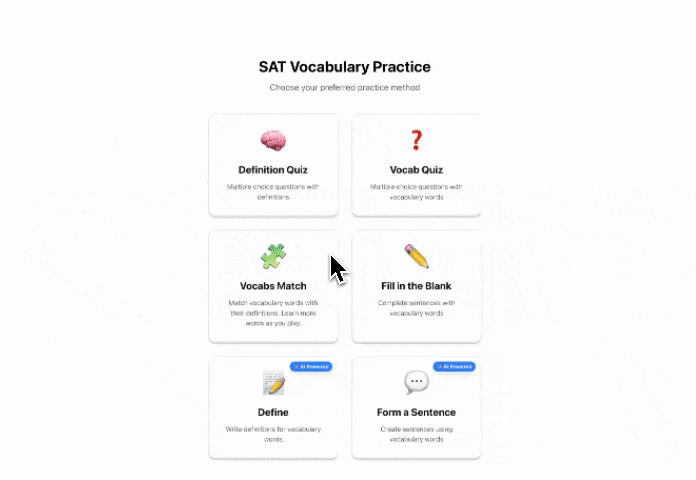 SAT Vocabulary Practice
Choose your preferred practice method
Definition Quiz
Multiple choice questions with
definitions
Vocab Quiz
Multiple choice questions with
vocabulary words
Vocabs Match
Match vocabulary words with
their definitions. Learn more
words as you play.
Fill in the Blank
Complete sentences with
vocabulary words
AI Powered
Define
Write definitions for vocabulary
words
AI Powered
Form a Sentence
Create sentences using
vocabulary words